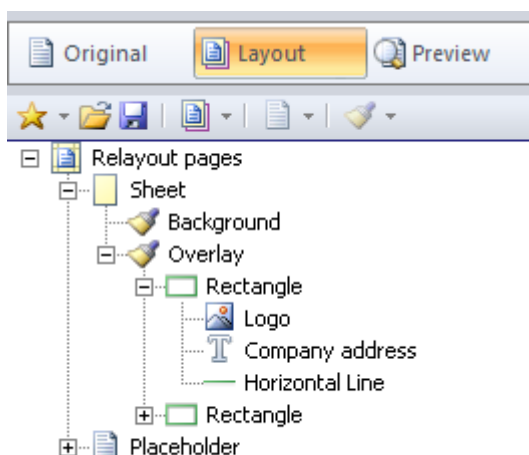 Original Layout Preview
Relayout pages
Sheet
Background
Overlay
Rectangle
Logo
Company address
Horizontal Line
Rectangle
Placeholder